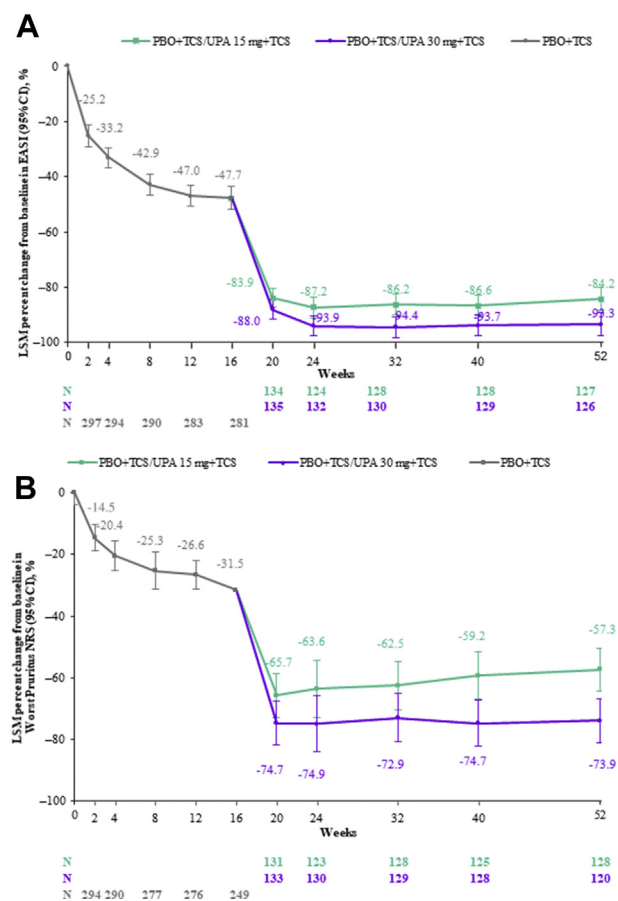 A
PBO+TCS/UPA 15 mg+TCS PBO+TCS/UPA 30 mg+TCS PBO+TCS
LSM percent change from baseline in EASI (95% CI), %
0
−20
−40
−60
−80
−100
-25.2
-33.2
-42.9
-47.0
-47.7
-83.9 -87.2 -86.2 -86.6 -84.2
-88.0 -93.9 -94.4 -93.7 -93.3
0 2 4 8 12 16 20 24 32 40 52
Weeks
N 134 124 128 128 127
N 135 132 130 129 126
N 297 294 290 283 281
PBO+TCS/UPA 15 mg+TCS PBO+TCS/UPA 30 mg+TCS PBO+TCS
B
LSM percent change from baseline in
Worst Pruritus NRS (95% CI), %
0
−20
−40
−60
−80
−100
-14.5
-20.4
-25.3
-26.6
-31.5
-65.7 -63.6 -62.5 -59.2 -57.3
-74.7 -74.9 -72.9 -74.7 -73.9
0 2 4 8 12 16 20 24 32 40 52
Weeks
N 131 123 128 125 128
N 133 130 129 128 120
N 294 290 277 276 249